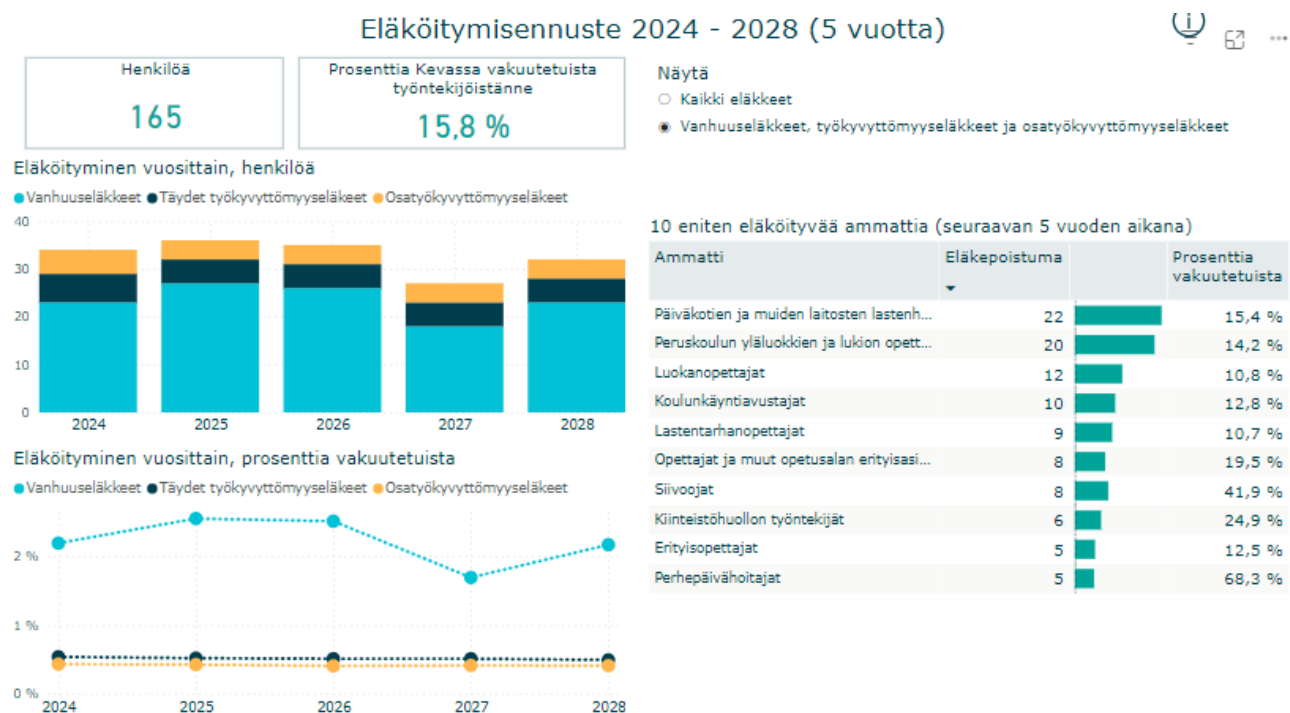 Eläköitymisennuste 2024 - 2028 (5 vuotta)
Henkilöä
165
Prosenttia Kevassa vakuutetuista
työntekijöistänne
15,8 %
Näytä
Kaikki eläkkeet
Vanhuuseläkkeet, työkyvyttömyyseläkkeet ja osatyökyvyttömyyseläkkeet
Eläköityminen vuosittain, henkilöä
Vanhuuseläkkeet Täydet työkyvyttömyyseläkeet Osatyökyvyttömyyseläkeet
40
30
20
10
0
2024 2025 2026 2027 2028
Eläköityminen vuosittain, prosenttia vakuutetuista
Vanhuuseläkkeet Täydet työkyvyttömyyseläkeet Osatyökyvyttömyyseläkeet
2 %
1 %
0 %
2024 2025 2026 2027 2028
10 eniten eläköityvää ammattia (seuraavan 5 vuoden aikana)
Ammatti Eläkepoistuma Prosenttia
vakuutetuista
Päiväkotien ja muiden laitosten lastenh... 22 15,4 %
Peruskoulun yläluokkien ja lukion opett... 20 14,2 %
Luokanopettajat 12 10,8 %
Koulunkäyntiavustajat 10 12,8 %
Lastentarhanopettajat 9 10,7 %
Opettajat ja muut opetusalan erityisasi... 8 19,5 %
Siivoojat 8 41,9 %
Kiinteistöhuollon työntekijät 6 24,9 %
Erityisopettajat 5 12,5 %
Perhepäivähoitajat 5 68,3 %